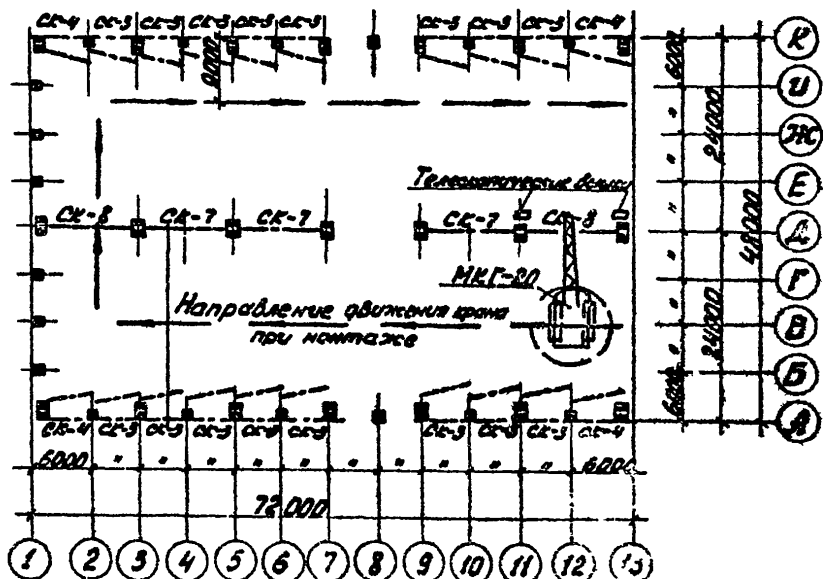 СК-4 СК-3 СК-3 СК-3 СК-3 СК-3 СК-3 СК-3 СК-3 СК-4
К
9000
6000
И
24000
Ж
Телескопические
Е
СК-8 СК-7 СК-7 СК-7 СК-8
Д
48000
МКГ-20
Г
Направление движения крана
при монтаже
В
24000
Б
6000
А
СК-4 СК-3 СК-3 СК-3 СК-3 СК-3 СК-3 СК-3 СК-4
6000 " " " " " " " " " " 6000
72000
1 2 3 4 5 6 7 8 9 10 11 12 13